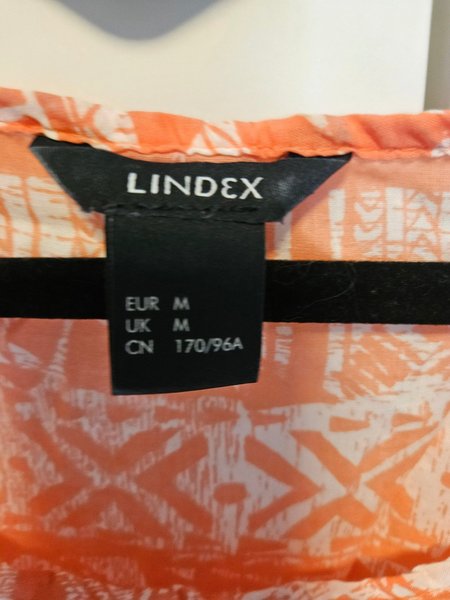 LINDEX
EUR M
UK M
CN 170/96A